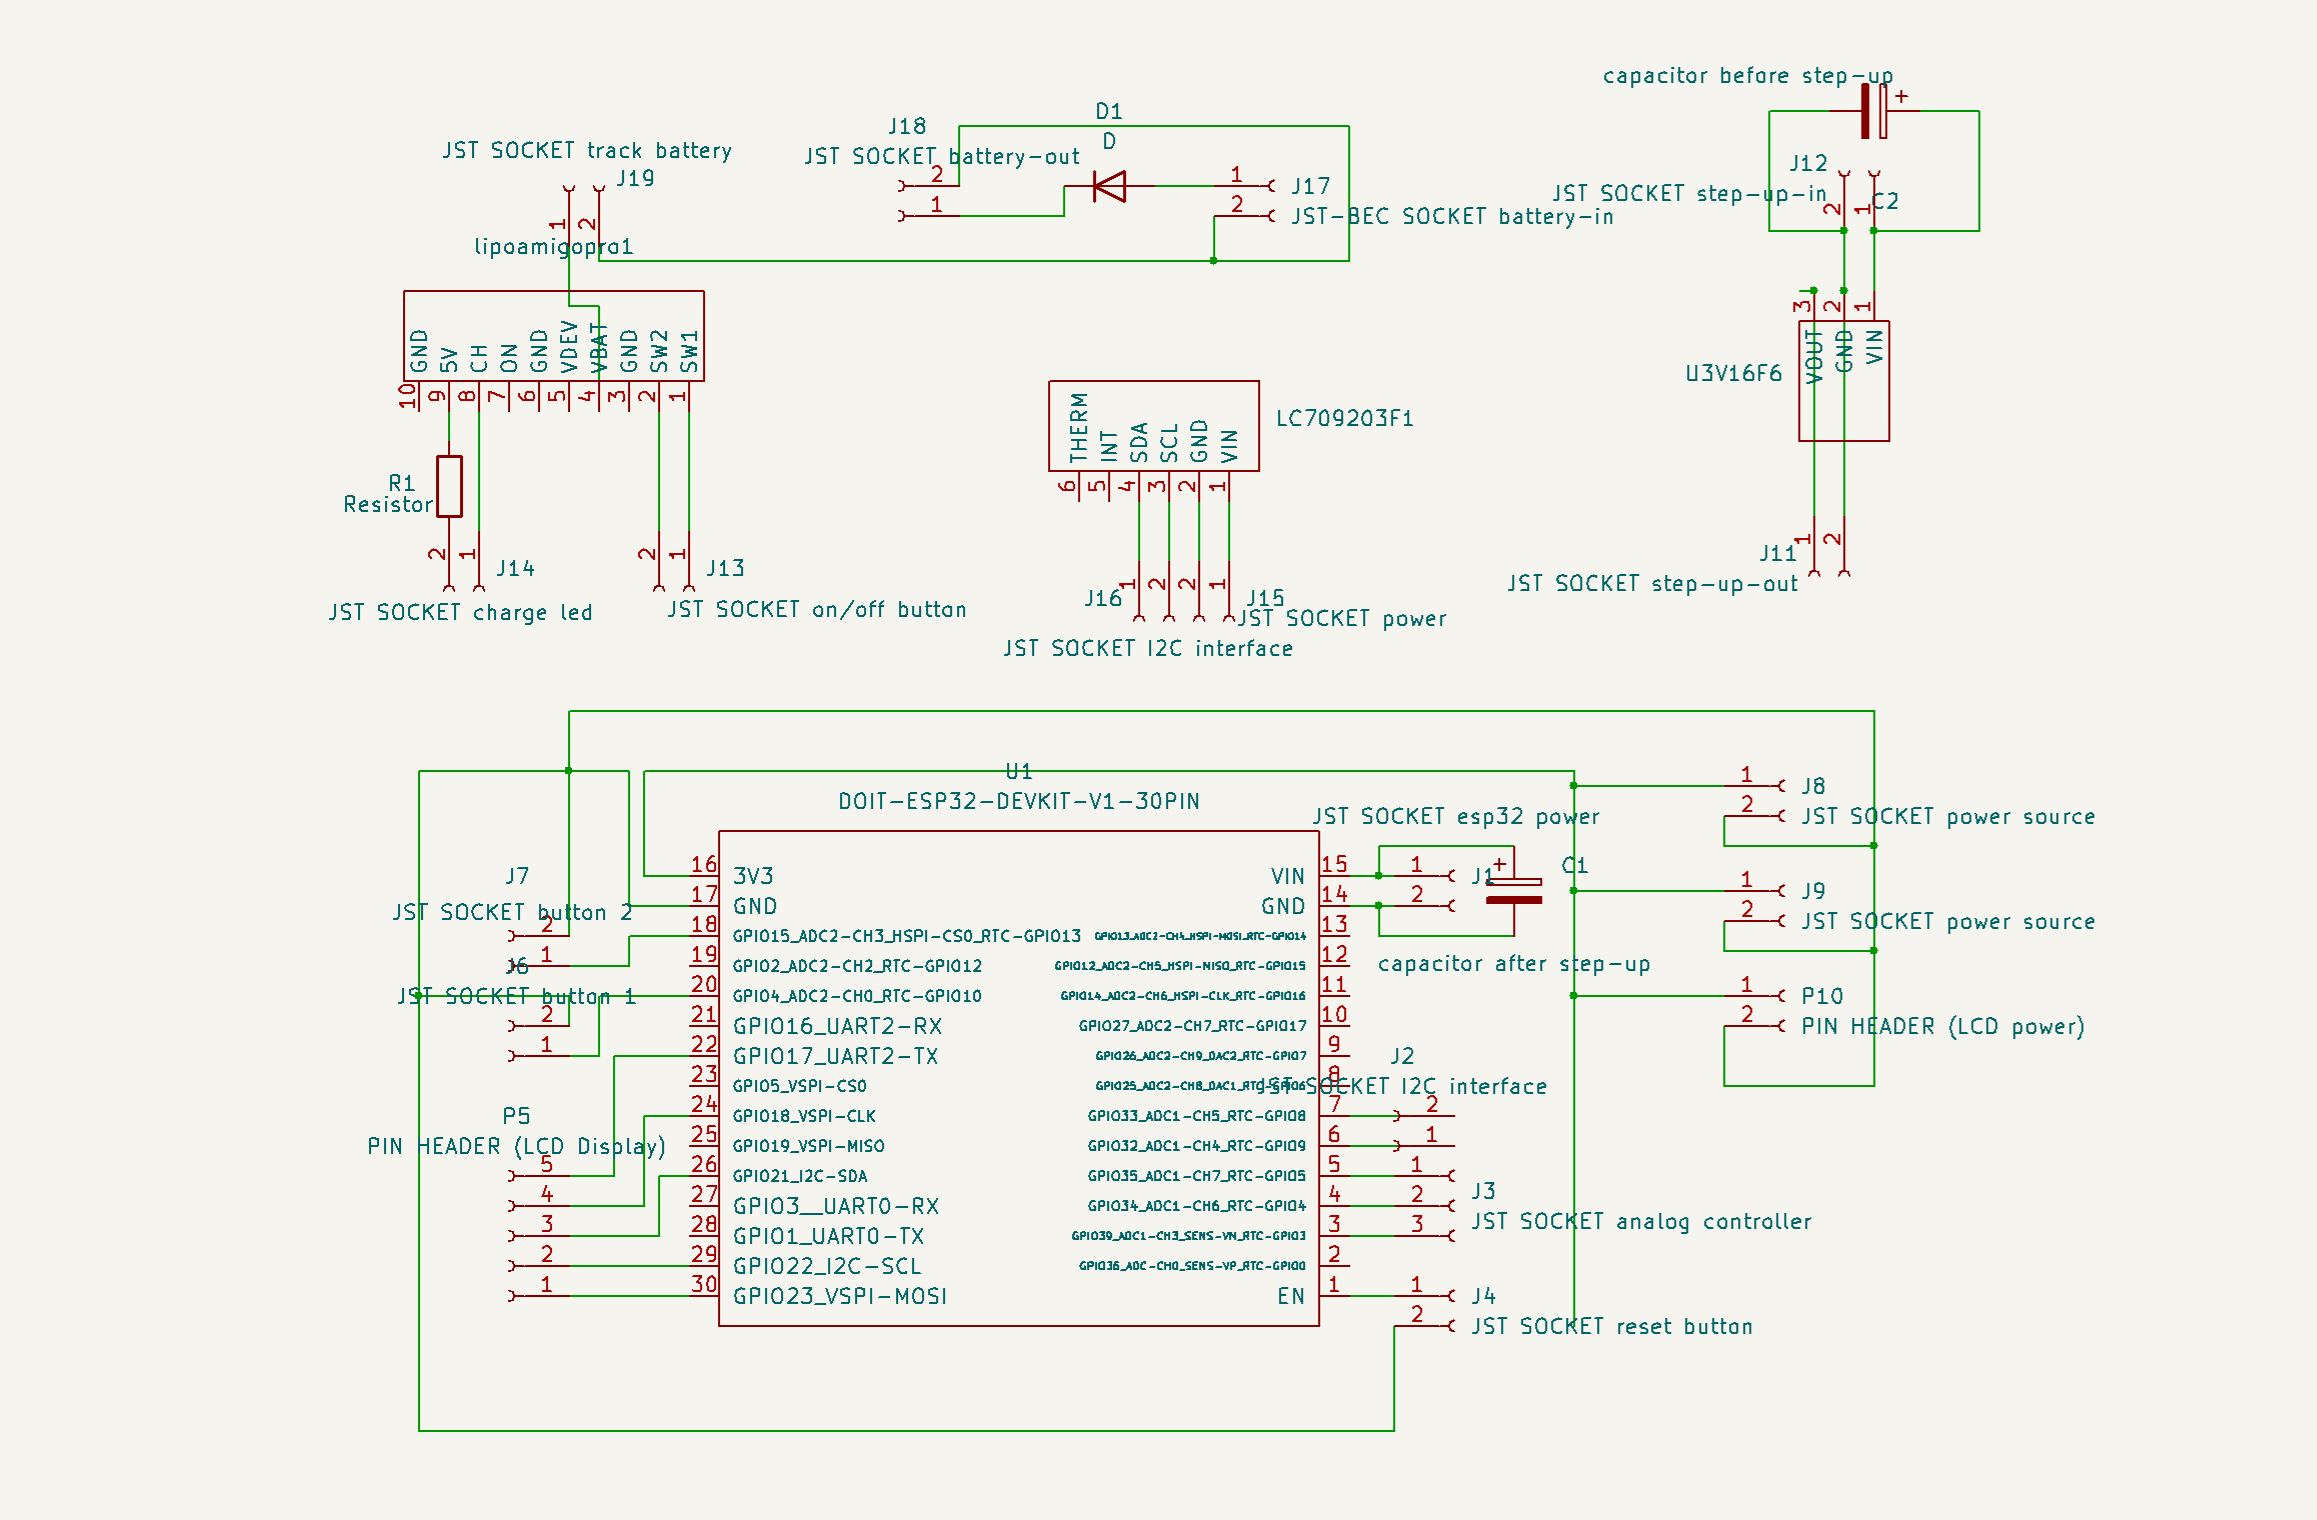 capacitor before step-up
+
D1
D
J18
JST SOCKET battery-out
2
1
1
2
J17
JST-BEC SOCKET battery-in
JST SOCKET track battery
J19
1
2
lipoamigopro1
J12
JST SOCKET step-up-in
2
1
C2
GND
5V
CH
ON
GND
VDEV
VBAT
GND
SW2
SW1
10
9
8
7
6
5
4
3
2
1
3
2
1
VOUT
GND
VIN
U3V16F6
THERM
INT
SDA
SCL
GND
VIN
LC709203F1
6
5
4
3
2
1
R1
Resistor
2
1
J14
JST SOCKET charge led
2
1
J13
JST SOCKET on/off button
1
2
2
1
J16
J15
JST SOCKET power
JST SOCKET I2C interface
1
2
J11
JST SOCKET step-up-out
U1
DOIT-ESP32-DEVKIT-V1-30PIN
JST SOCKET esp32 power
1
2
J8
JST SOCKET power source
1
2
J9
JST SOCKET power source
1
2
P10
PIN HEADER (LCD power)
J7
JST SOCKET button 2
2
1
J6
JST SOCKET button 1
2
1
P5
PIN HEADER (LCD Display)
5
4
3
2
1
16 3V3
17 GND
18 GPIO15_ADC2-CH3_HSPI-CS0_RTC-GPIO13
19 GPIO2_ADC2-CH2_RTC-GPIO12
20 GPIO4_ADC2-CH0_RTC-GPIO10
21 GPIO16_UART2-RX
22 GPIO17_UART2-TX
23 GPIO5_VSPI-CS0
24 GPIO18_VSPI-CLK
25 GPIO19_VSPI-MISO
26 GPIO21_I2C-SDA
27 GPIO3__UART0-RX
28 GPIO1_UART0-TX
29 GPIO22_I2C-SCL
30 GPIO23_VSPI-MOSI
VIN 15
GND 14
GPIO13_ADC2-CH4_HSPI-MOSI_RTC-GPIO14 13
GPIO12_ADC2-CH5_HSPI-MISO_RTC-GPIO15 12
GPIO14_ADC2-CH6_HSPI-CLK_RTC-GPIO16 11
GPIO27_ADC2-CH7_RTC-GPIO17 10
GPIO26_ADC2-CH9_DAC2_RTC-GPIO7 9
GPIO25_ADC2-CH8_DAC1_RTC-GPIO6 8
GPIO33_ADC1-CH5_RTC-GPIO8 7
GPIO32_ADC1-CH4_RTC-GPIO9 6
GPIO35_ADC1-CH7_RTC-GPIO5 5
GPIO34_ADC1-CH6_RTC-GPIO4 4
GPIO39_ADC1-CH3_SENS-VN_RTC-GPIO3 3
GPIO36_ADC-CH0_SENS-VP_RTC-GPIO0 2
EN 1
1
2
J1
+
C1
capacitor after step-up
J2
JST SOCKET I2C interface
2
1
1
2
3
J3
JST SOCKET analog controller
1
2
J4
JST SOCKET reset button